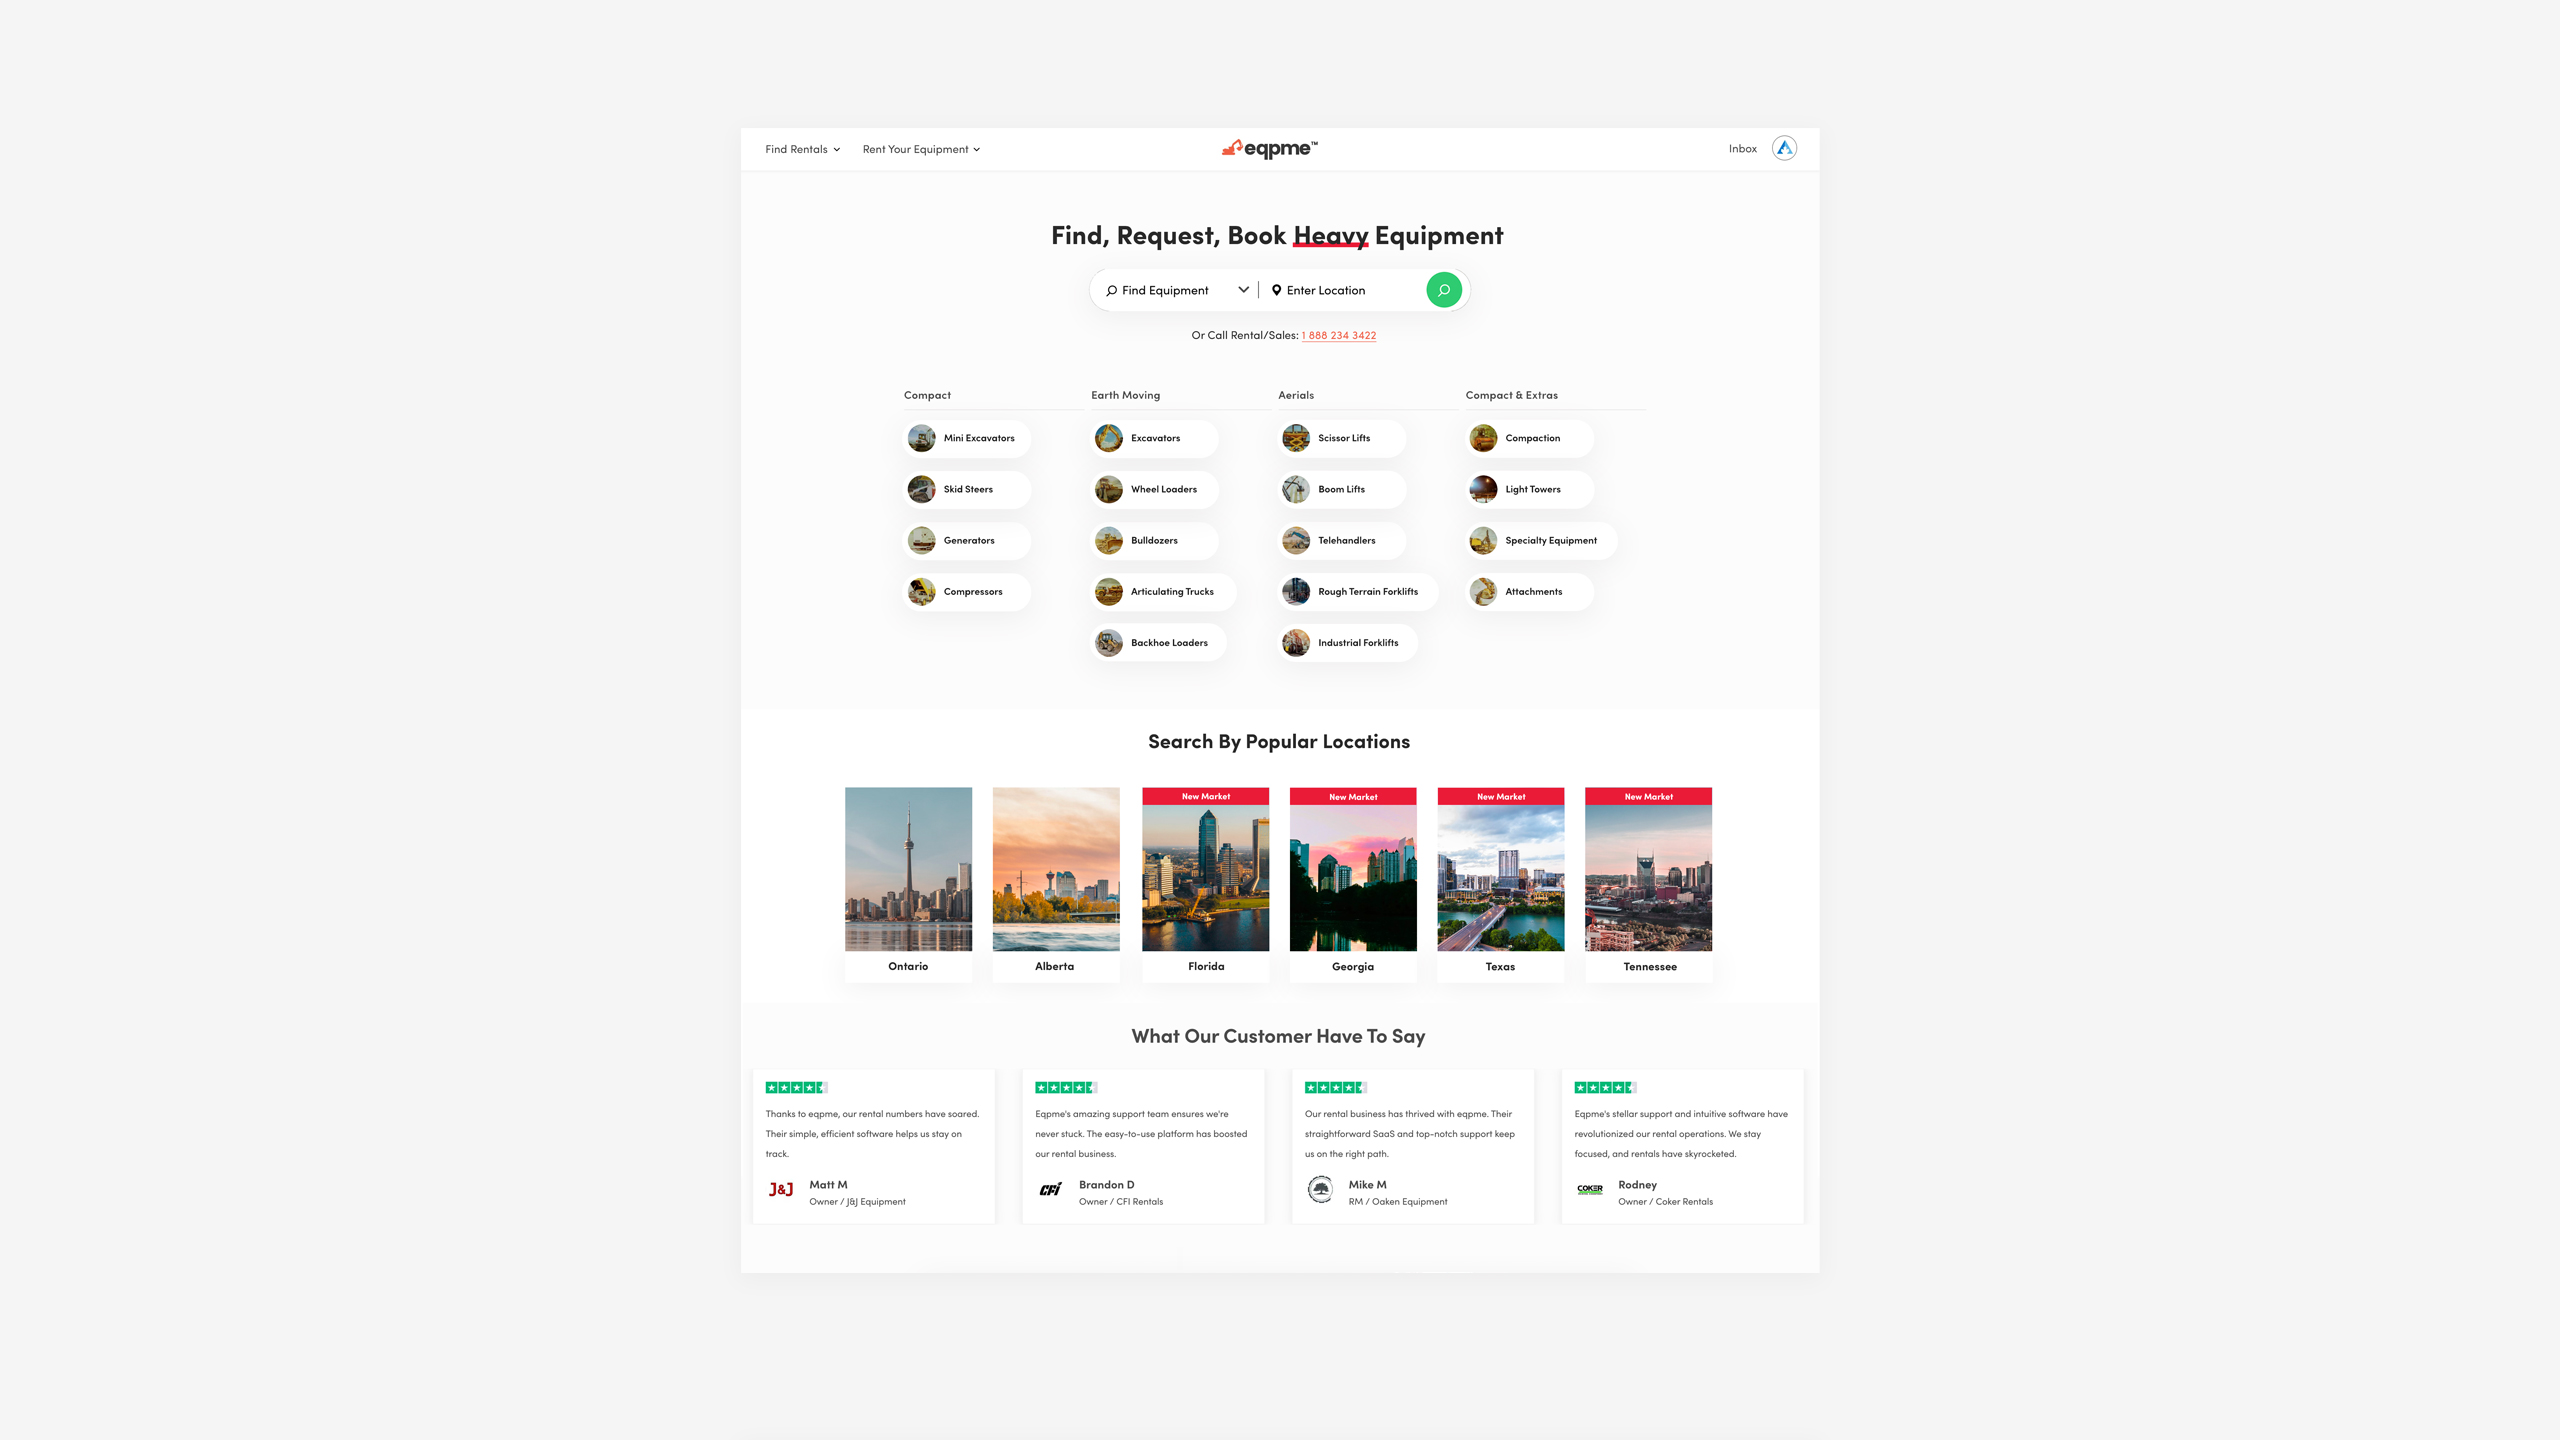 Find Rentals
Rent Your Equipment
eqpme™
Inbox
Find, Request, Book Heavy Equipment
Find Equipment
Enter Location
Or Call Rental/Sales: 1 888 234 3422
Compact
Mini Excavators
Skid Steers
Generators
Compressors
Earth Moving
Excavators
Wheel Loaders
Bulldozers
Articulating Trucks
Backhoe Loaders
Aerials
Scissor Lifts
Boom Lifts
Telehandlers
Rough Terrain Forklifts
Industrial Forklifts
Compact & Extras
Compaction
Light Towers
Specialty Equipment
Attachments
Search By Popular Locations
Ontario
Alberta
New Market
Florida
New Market
Georgia
New Market
Texas
New Market
Tennessee
What Our Customer Have To Say
Thanks to eqpme, our rental numbers have soared.
Their simple, efficient software helps us stay on
track.
J&J
Matt M
Owner / J&J Equipment
Eqpme's amazing support team ensures we're
never stuck. The easy-to-use platform has boosted
our rental business.
CFI
Brandon D
Owner / CFI Rentals
Our rental business has thrived with eqpme. Their
straightforward SaaS and top-notch support keep
us on the right path.
Mike M
RM / Oaken Equipment
Eqpme's stellar support and intuitive software have
revolutionized our rental operations. We stay
focused, and rentals have skyrocketed.
COKER
Rodney
Owner / Coker Rentals